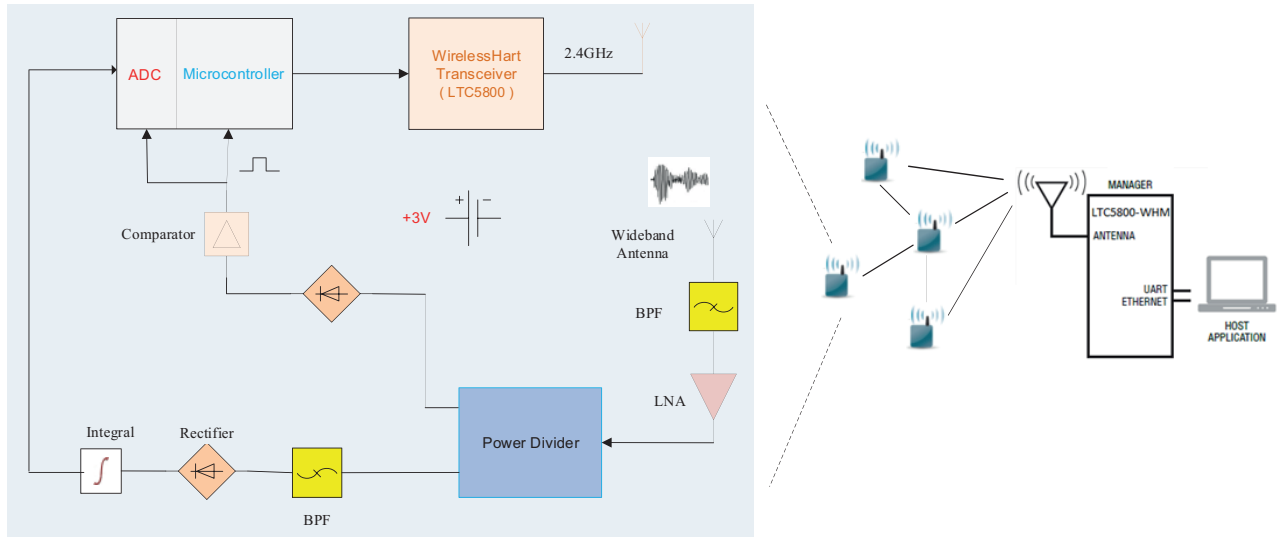 ADC
Microcontroller
WirelessHart
Transceiver
( LTC5800 )
2.4GHz
Comparator
+3V
+
−
Wideband
Antenna
BPF
LNA
Power Divider
Integral
Rectifier
BPF
MANAGER
LTC5800-WHM
ANTENNA
UART
ETHERNET
HOST
APPLICATION